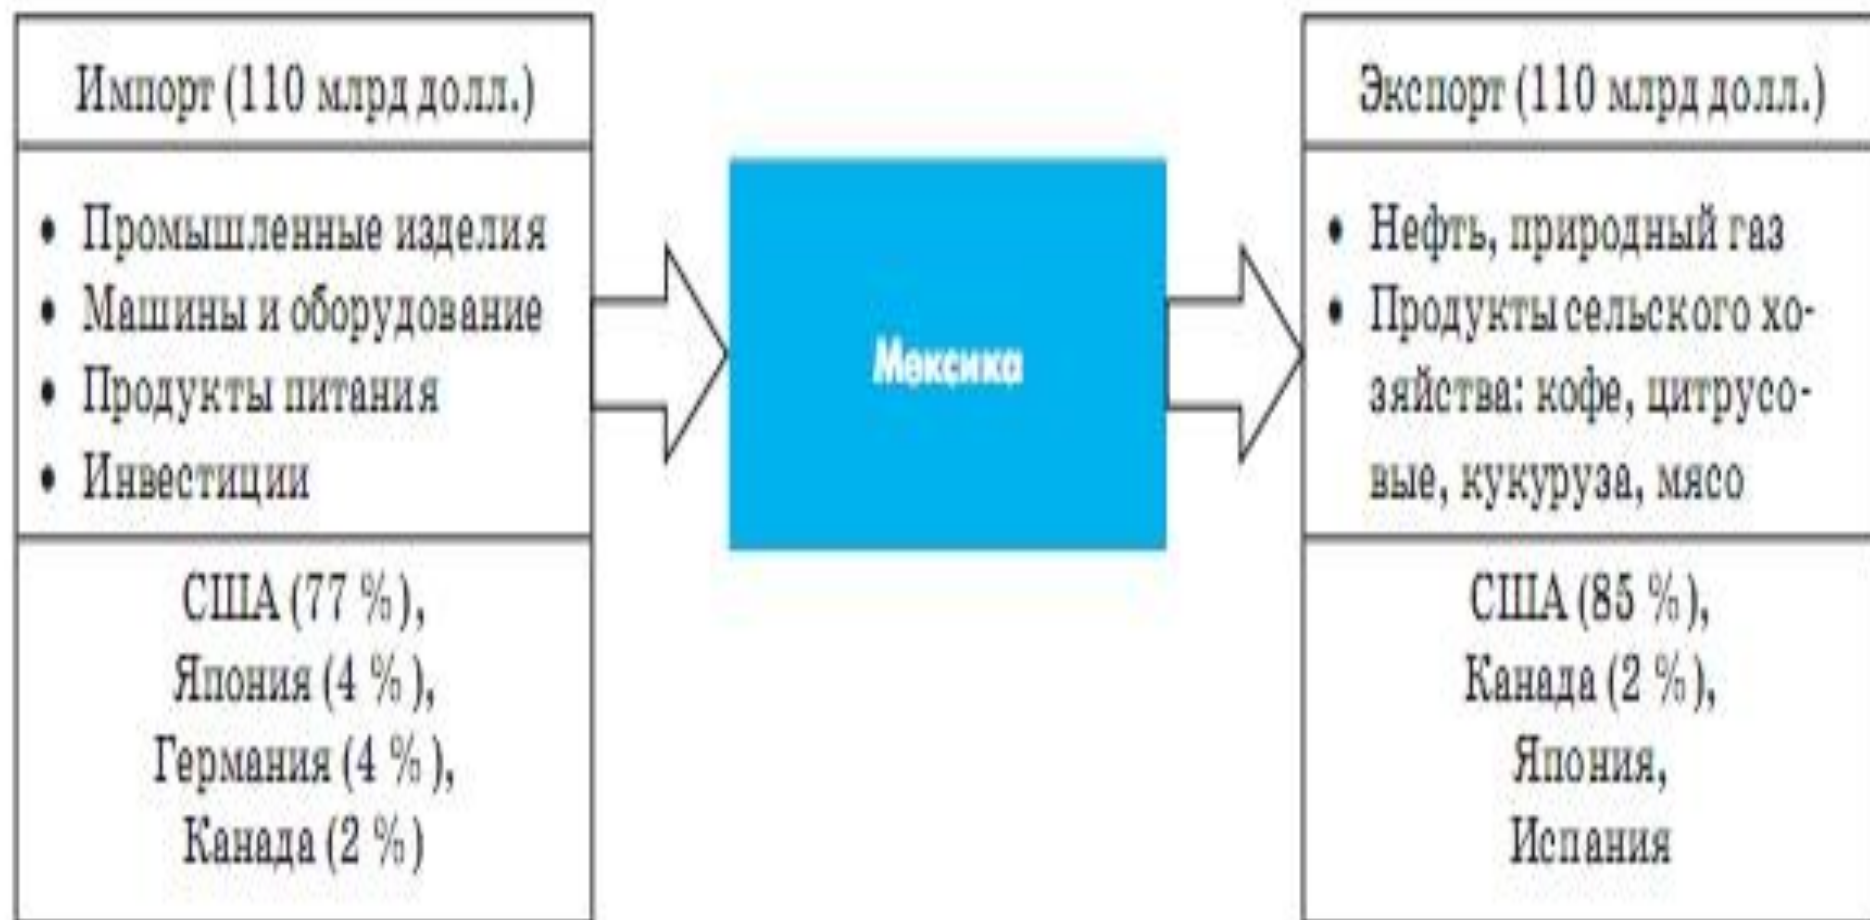 Импорт (110 млрд долл.)
• Промышленные изделия
• Машины и оборудование
• Продукты питания
• Инвестиции
США (77 %),
Япония (4 %),
Германия (4 %),
Канада (2 %)
Мексика
Экспорт (110 млрд долл.)
• Нефть, природный газ
• Продукты сельского хо-
зяйства: кофе, цитрусо-
вые, кукуруза, мясо
США (85 %),
Канада (2 %),
Япония,
Испания